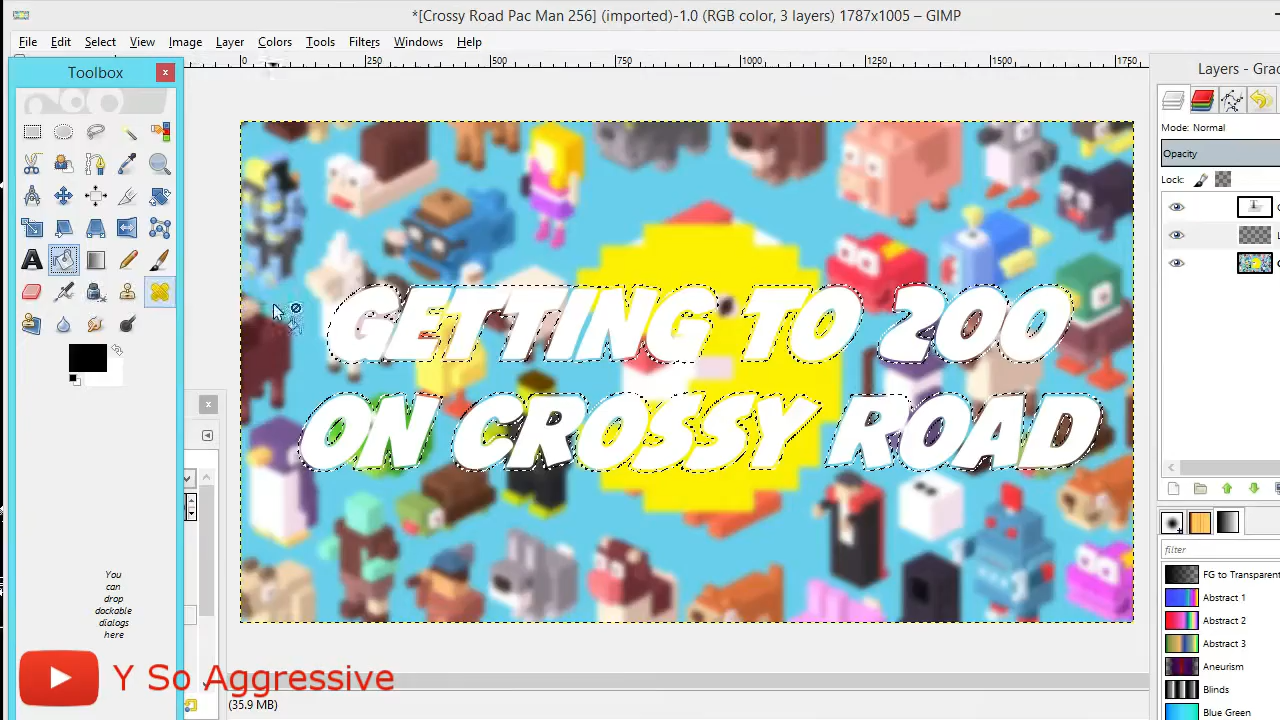 *[Crossy Road Pac Man 256] (imported)-1.0 (RGB color, 3 layers) 1787x1005 – GIMP
File Edit Select View Image Layer Colors Tools Filters Windows Help
Toolbox
0 250 500 750 1000 1250 1500 1750
Layers - Grad
Mode: Normal
Opacity
Lock:
GETTING TO 200
ON CROSSY ROAD
You
can
drop
dockable
dialogs
here
filter
FG to Transparent
Abstract 1
Abstract 2
Abstract 3
Aneurism
Blinds
Blue Green
Y So Aggressive
(35.9 MB)